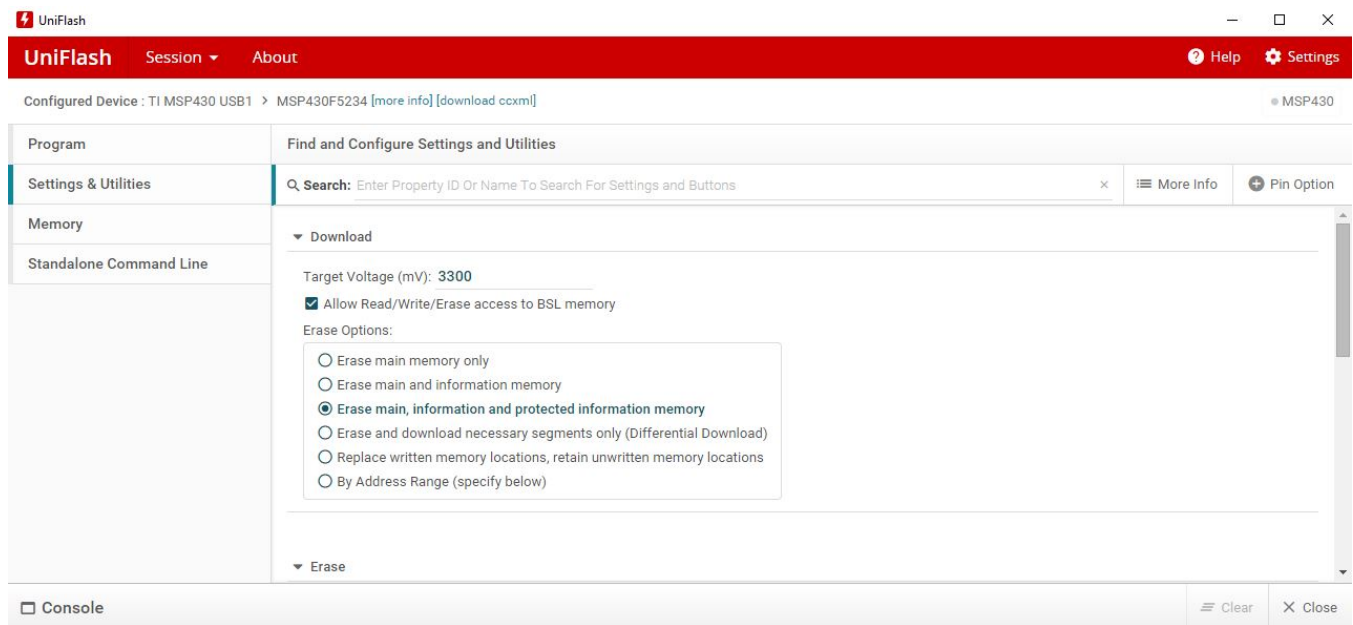 UniFlash
UniFlash Session About Help Settings
Configured Device : TI MSP430 USB1 > MSP430F5234 [more info] [download ccxml] MSP430
Program
Settings & Utilities
Memory
Standalone Command Line
Find and Configure Settings and Utilities
Search: Enter Property ID Or Name To Search For Settings and Buttons × More Info Pin Option
Download
Target Voltage (mV): 3300
Allow Read/Write/Erase access to BSL memory
Erase Options:
Erase main memory only
Erase main and information memory
Erase main, information and protected information memory
Erase and download necessary segments only (Differential Download)
Replace written memory locations, retain unwritten memory locations
By Address Range (specify below)
Erase
Console Clear Close